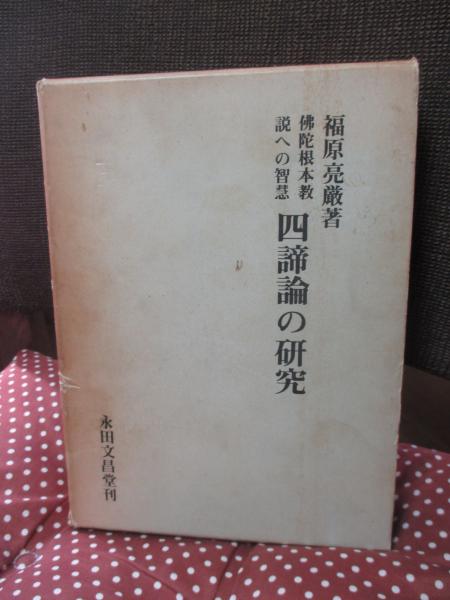 福原亮厳著
佛陀根本教
説への智慧
四諦論の研究
永田文昌堂刊